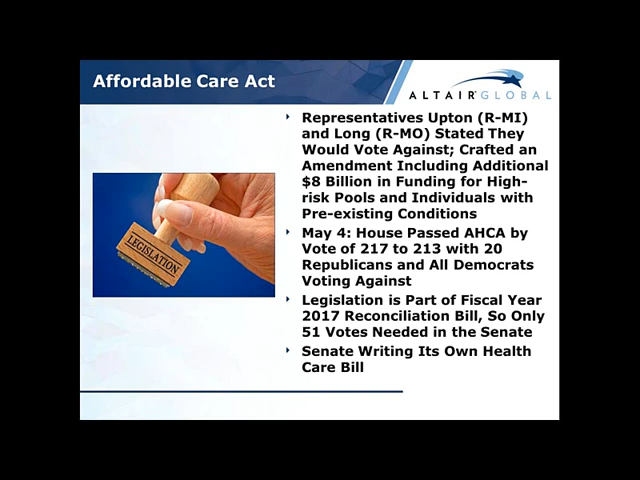 Affordable Care Act
ALTAIR GLOBAL
Representatives Upton (R-MI)
and Long (R-MO) Stated They
Would Vote Against; Crafted an
Amendment Including Additional
$8 Billion in Funding for High-
risk Pools and Individuals with
Pre-existing Conditions
LEGISLATION
May 4: House Passed AHCA by
Vote of 217 to 213 with 20
Republicans and All Democrats
Voting Against
Legislation is Part of Fiscal Year
2017 Reconciliation Bill, So Only
51 Votes Needed in the Senate
Senate Writing Its Own Health
Care Bill